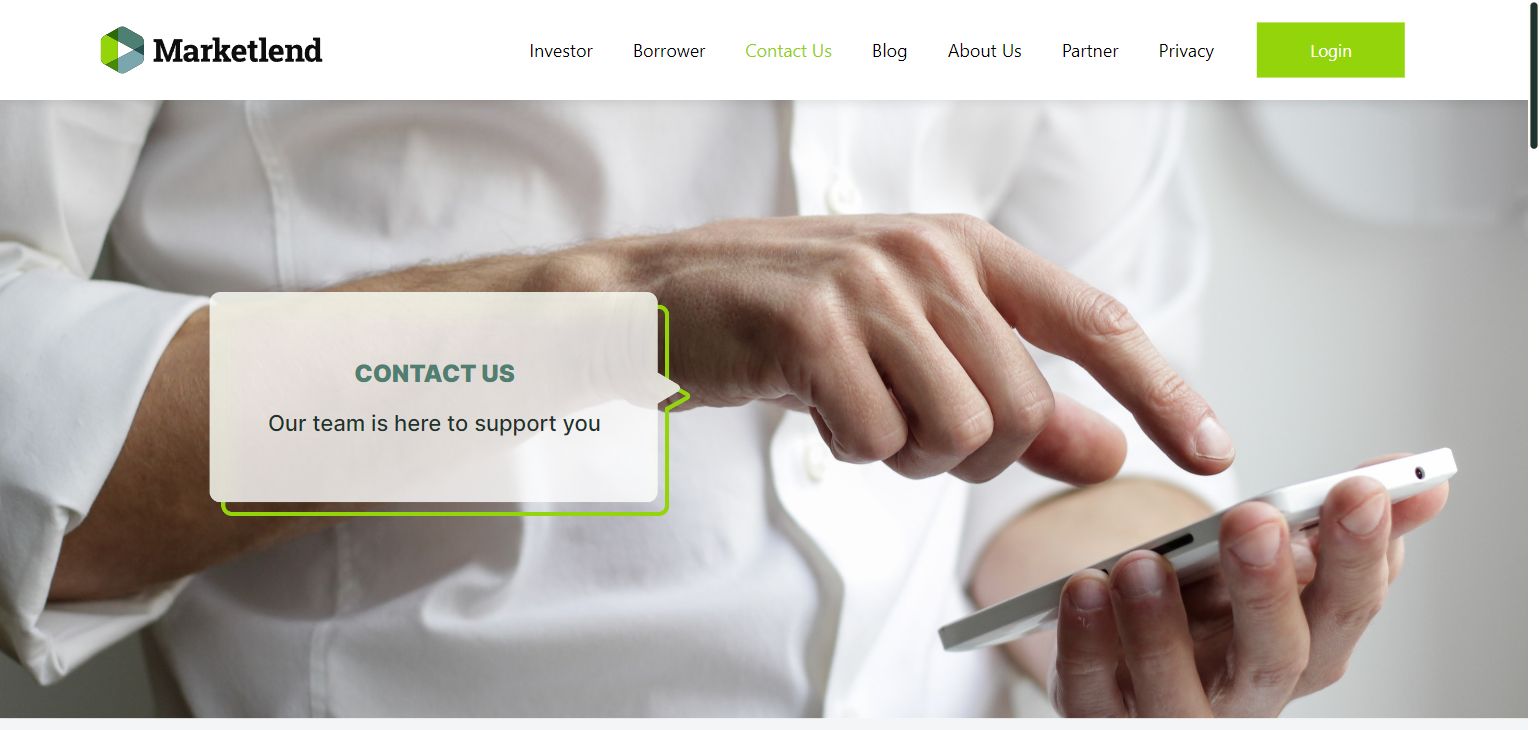 Marketlend
Investor
Borrower
Contact Us
Blog
About Us
Partner
Privacy
Login
CONTACT US
Our team is here to support you